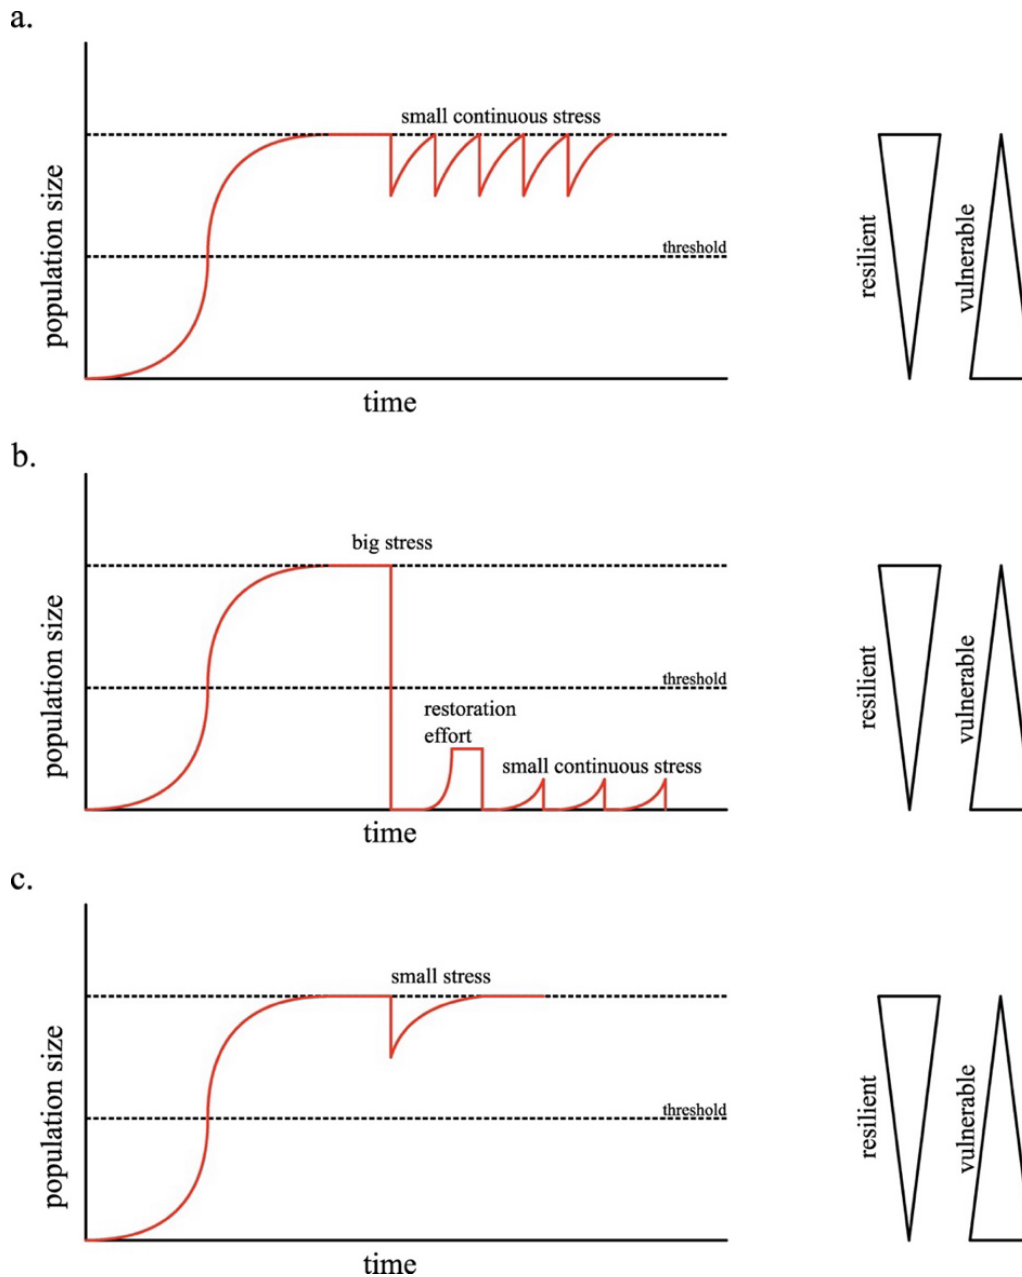 a.
small continuous stress
threshold
population size
time
resilient
vulnerable
b.
big stress
threshold
restoration
effort
small continuous stress
population size
time
resilient
vulnerable
c.
small stress
threshold
population size
time
resilient
vulnerable